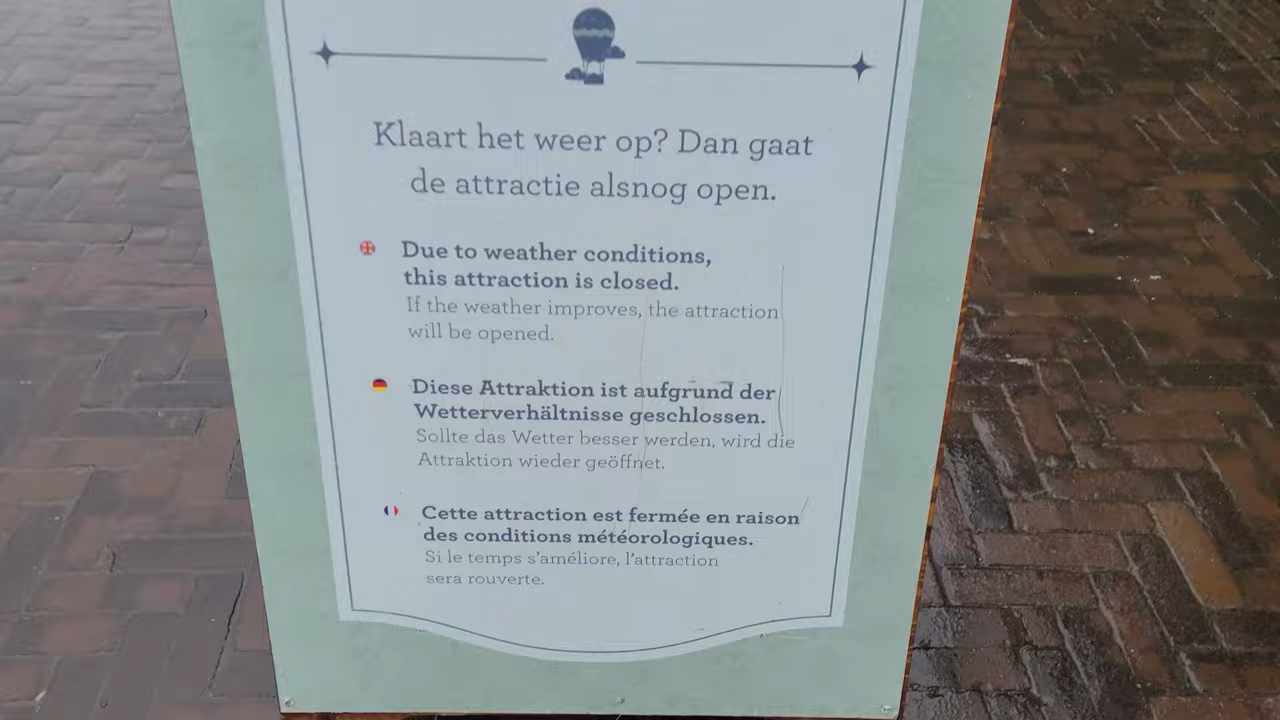 Klaart het weer op? Dan gaat
de attractie alsnog open.
Due to weather conditions,
this attraction is closed.
If the weather improves, the attraction
will be opened.
Diese Attraktion ist aufgrund der
Wetterverhältnisse geschlossen.
Sollte das Wetter besser werden, wird die
Attraktion wieder geöffnet.
Cette attraction est fermée en raison
des conditions météorologiques.
Si le temps s'améliore, l'attraction
sera rouverte.